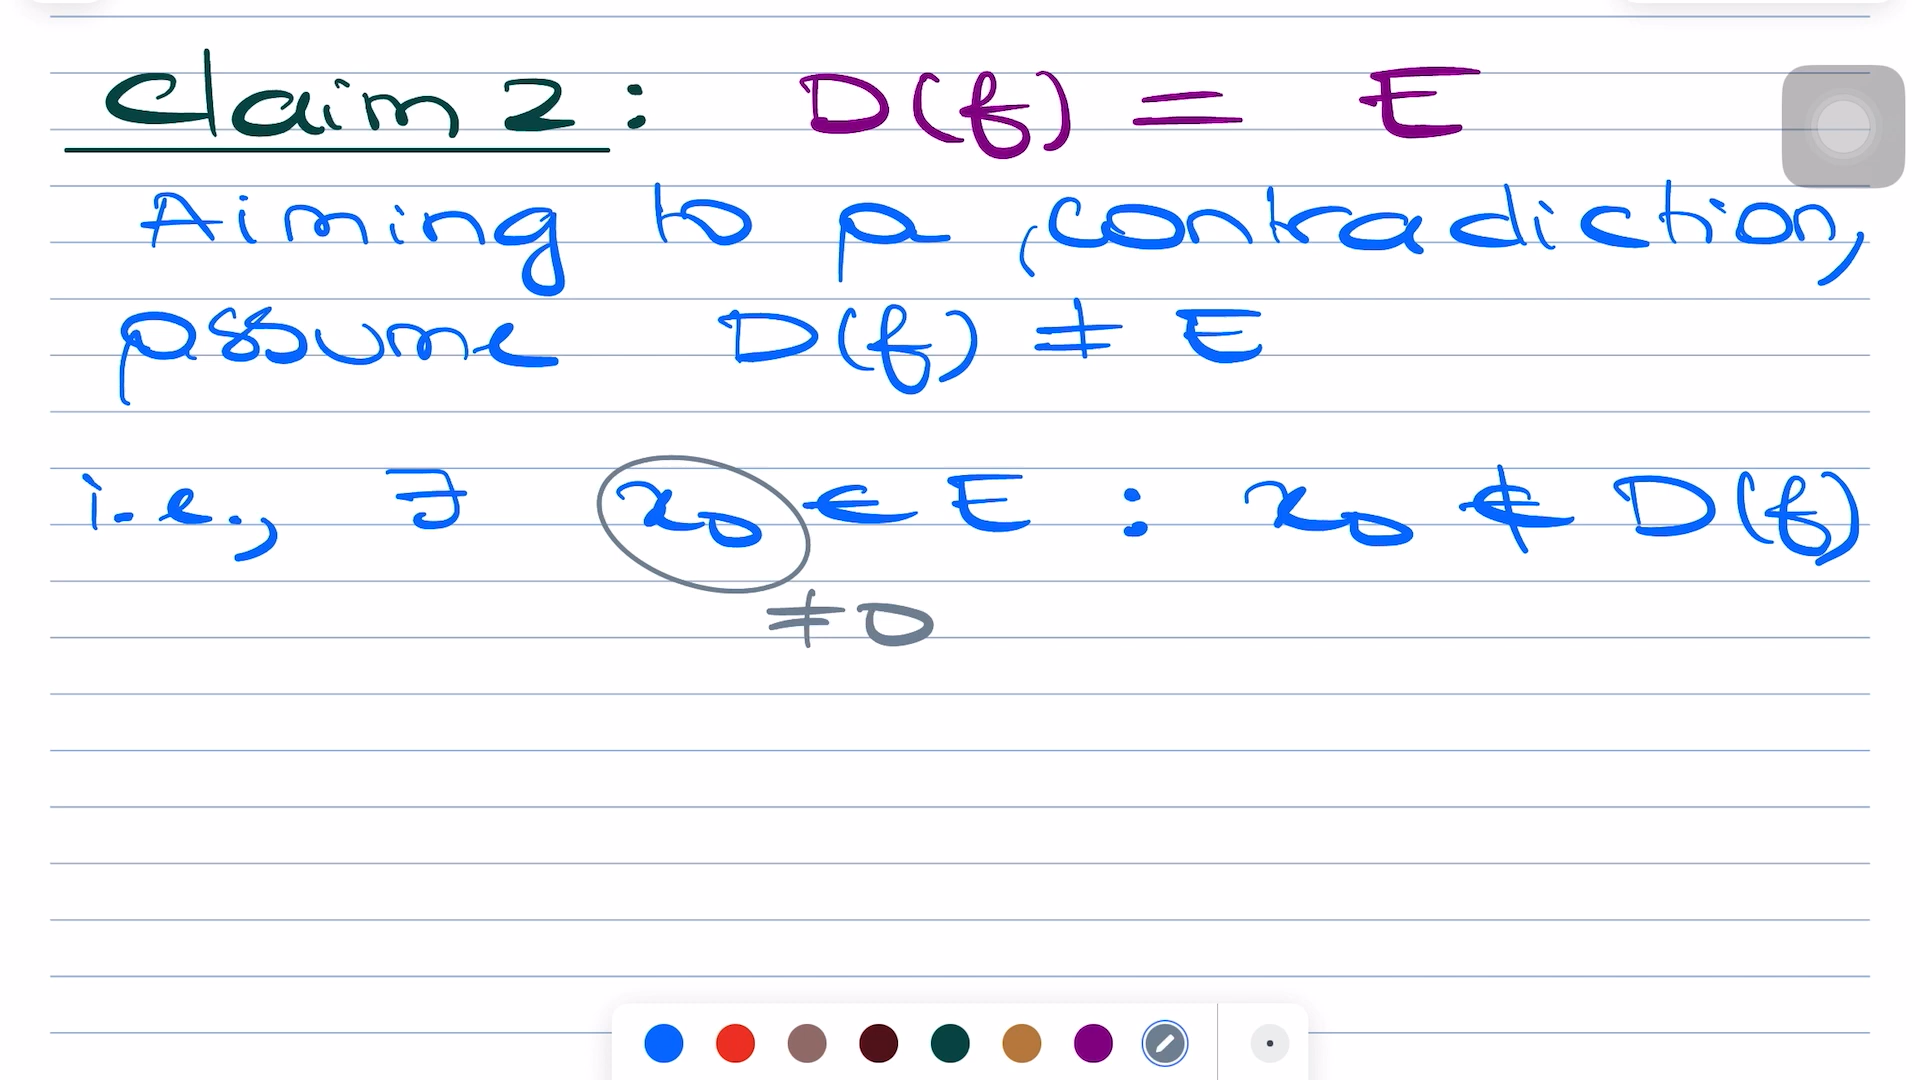 Claim 2: D(f) = E
Aiming to a contradiction,
assume D(f) ≠ E
i.e., ∃ x₀ ∈ E : x₀ ∉ D(f)
≠ 0